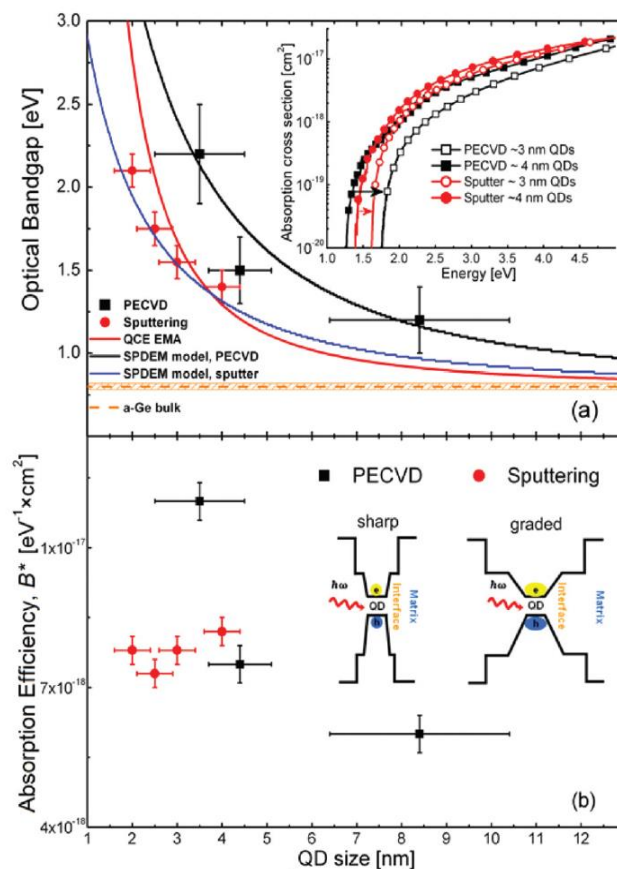 3.0
2.5
2.0
1.5
1.0
Optical Bandgap [eV]
PECVD
Sputtering
QCE EMA
SPDEM model, PECVD
SPDEM model, sputter
a-Ge bulk
(a)
Absorption cross section [cm²]
10⁻¹⁷
10⁻¹⁸
10⁻¹⁹
10⁻²⁰
PECVD ~3 nm QDs
PECVD ~ 4 nm QDs
Sputter ~ 3 nm QDs
Sputter ~4 nm QDs
1.0 1.5 2.0 2.5 3.0 3.5 4.0 4.5
Energy [eV]
Absorption Efficiency, B* [eV⁻¹×cm²]
1x10⁻¹⁷
7x10⁻¹⁸
4x10⁻¹⁸
PECVD Sputtering
sharp graded
ħω e QD h Interface Matrix
ħω e QD h Interface Matrix
(b)
1 2 3 4 5 6 7 8 9 10 11 12
QD size [nm]